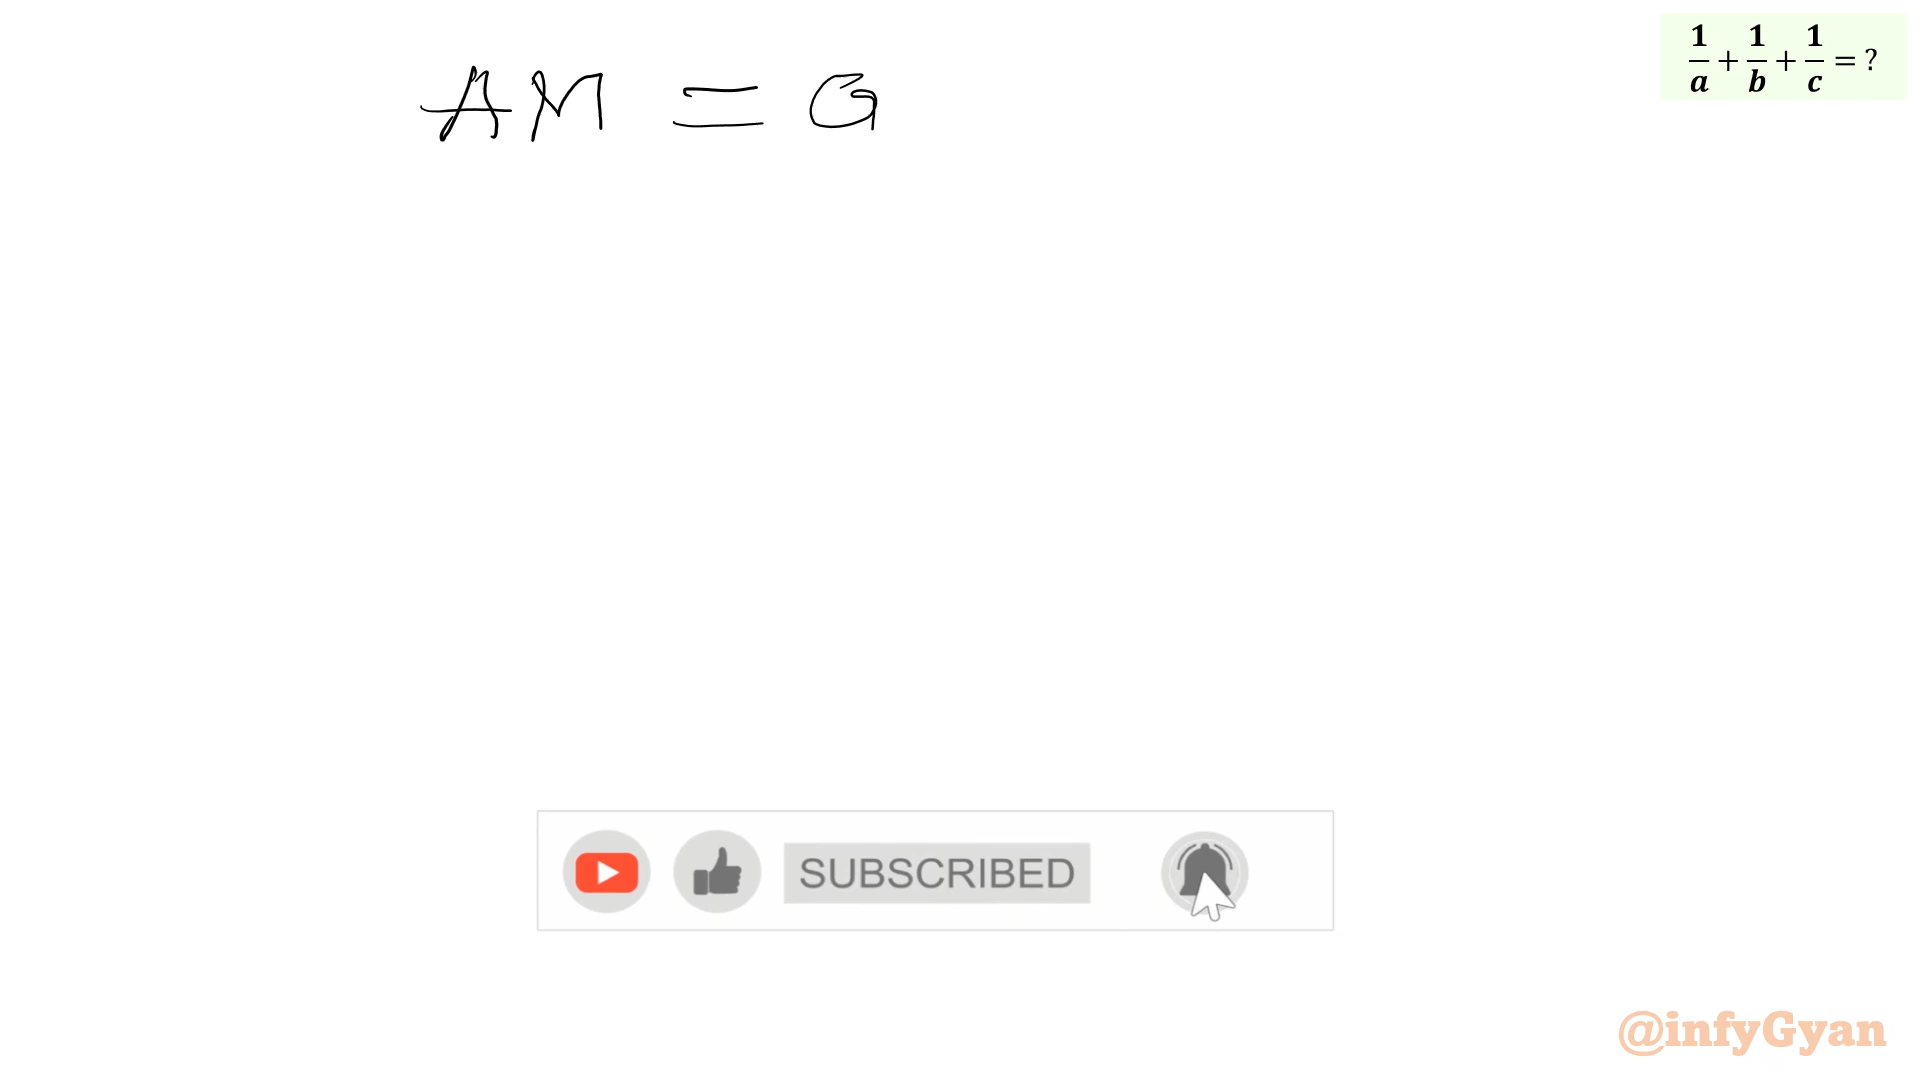 AM = G
1/a + 1/b + 1/c = ?
SUBSCRIBED
@infyGyan